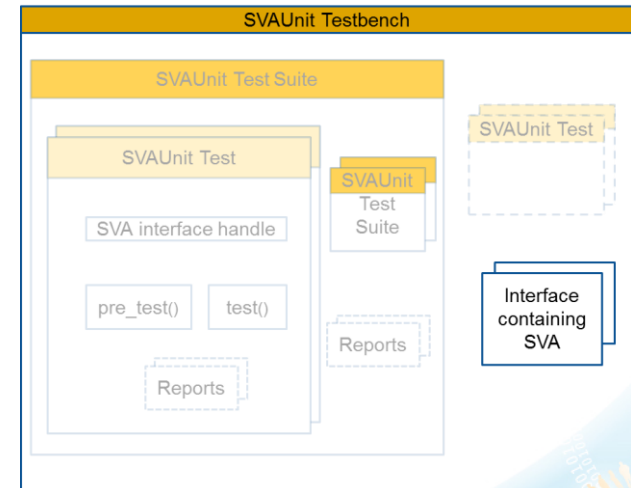 SVAUnit Testbench
SVAUnit Test Suite
SVAUnit Test
SVA interface handle
pre_test()
test()
Reports
SVAUnit
Test
Suite
Reports
SVAUnit Test
Interface
containing
SVA